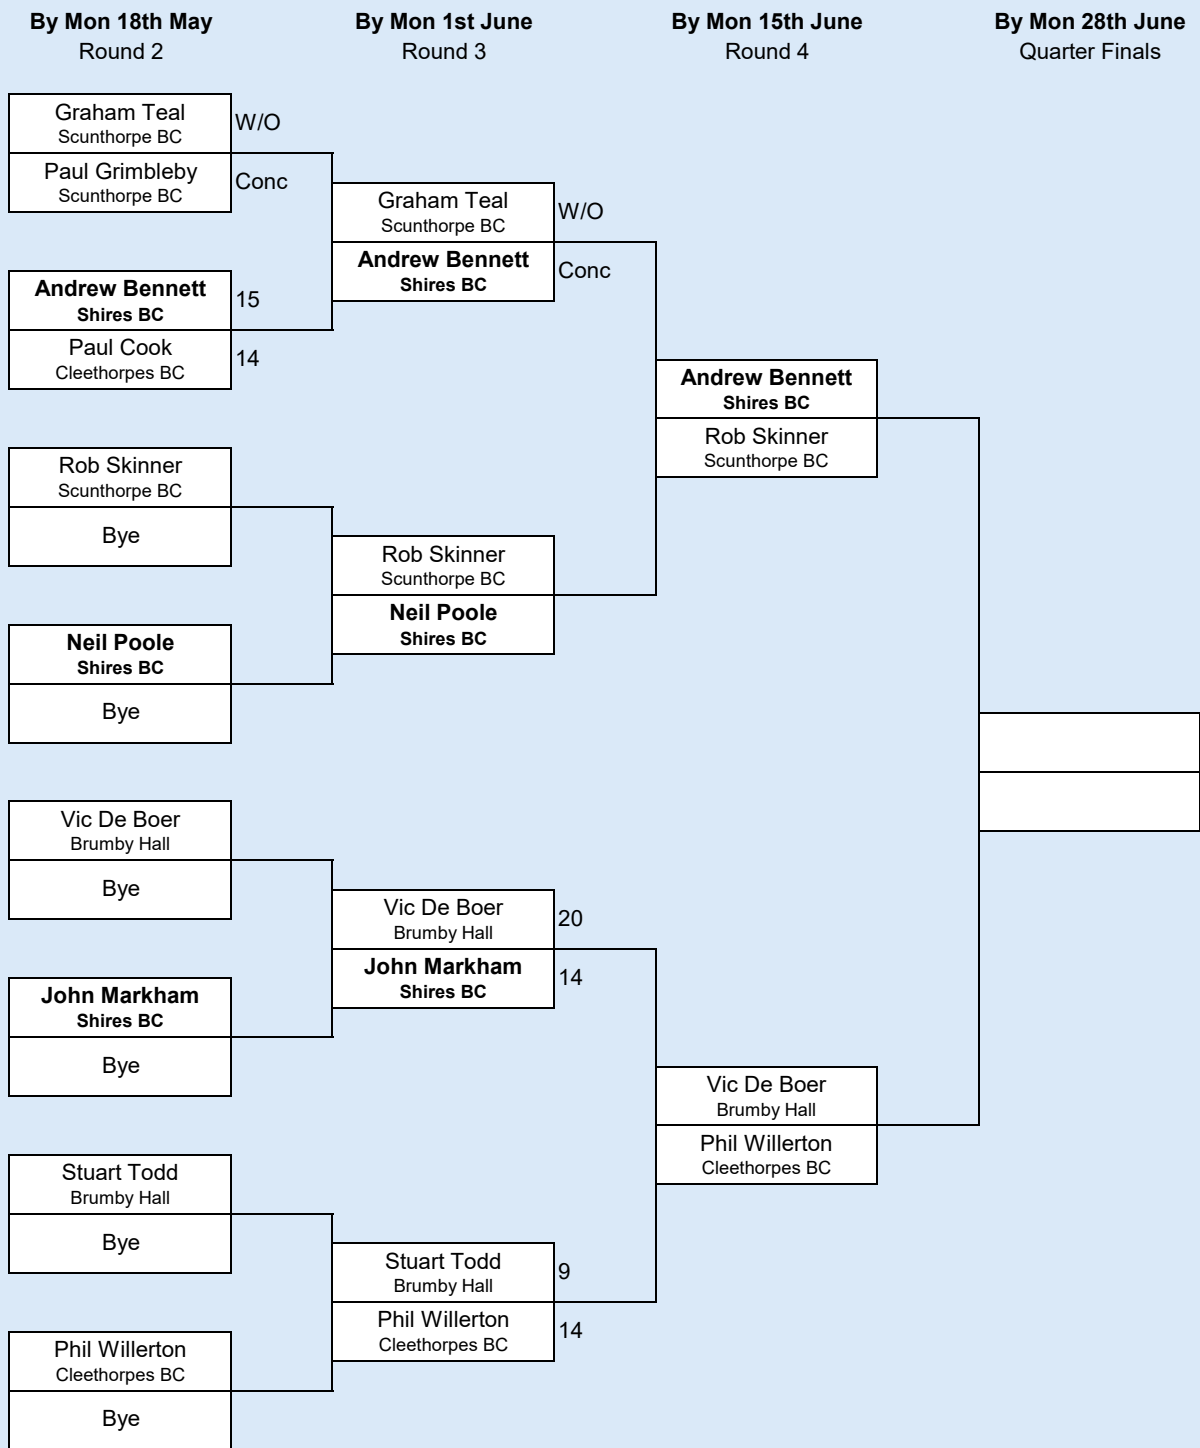 By Mon 18th May
Round 2
By Mon 1st June
Round 3
By Mon 15th June
Round 4
By Mon 28th June
Quarter Finals
Graham Teal
Scunthorpe BC
W/O
Paul Grimbleby
Scunthorpe BC
Conc
Andrew Bennett
Shires BC
15
Paul Cook
Cleethorpes BC
14
Rob Skinner
Scunthorpe BC
Bye
Neil Poole
Shires BC
Bye
Vic De Boer
Brumby Hall
Bye
John Markham
Shires BC
Bye
Stuart Todd
Brumby Hall
Bye
Phil Willerton
Cleethorpes BC
Bye
Graham Teal
Scunthorpe BC
W/O
Andrew Bennett
Shires BC
Conc
Rob Skinner
Scunthorpe BC
Neil Poole
Shires BC
Vic De Boer
Brumby Hall
20
John Markham
Shires BC
14
Stuart Todd
Brumby Hall
9
Phil Willerton
Cleethorpes BC
14
Andrew Bennett
Shires BC
Rob Skinner
Scunthorpe BC
Vic De Boer
Brumby Hall
Phil Willerton
Cleethorpes BC